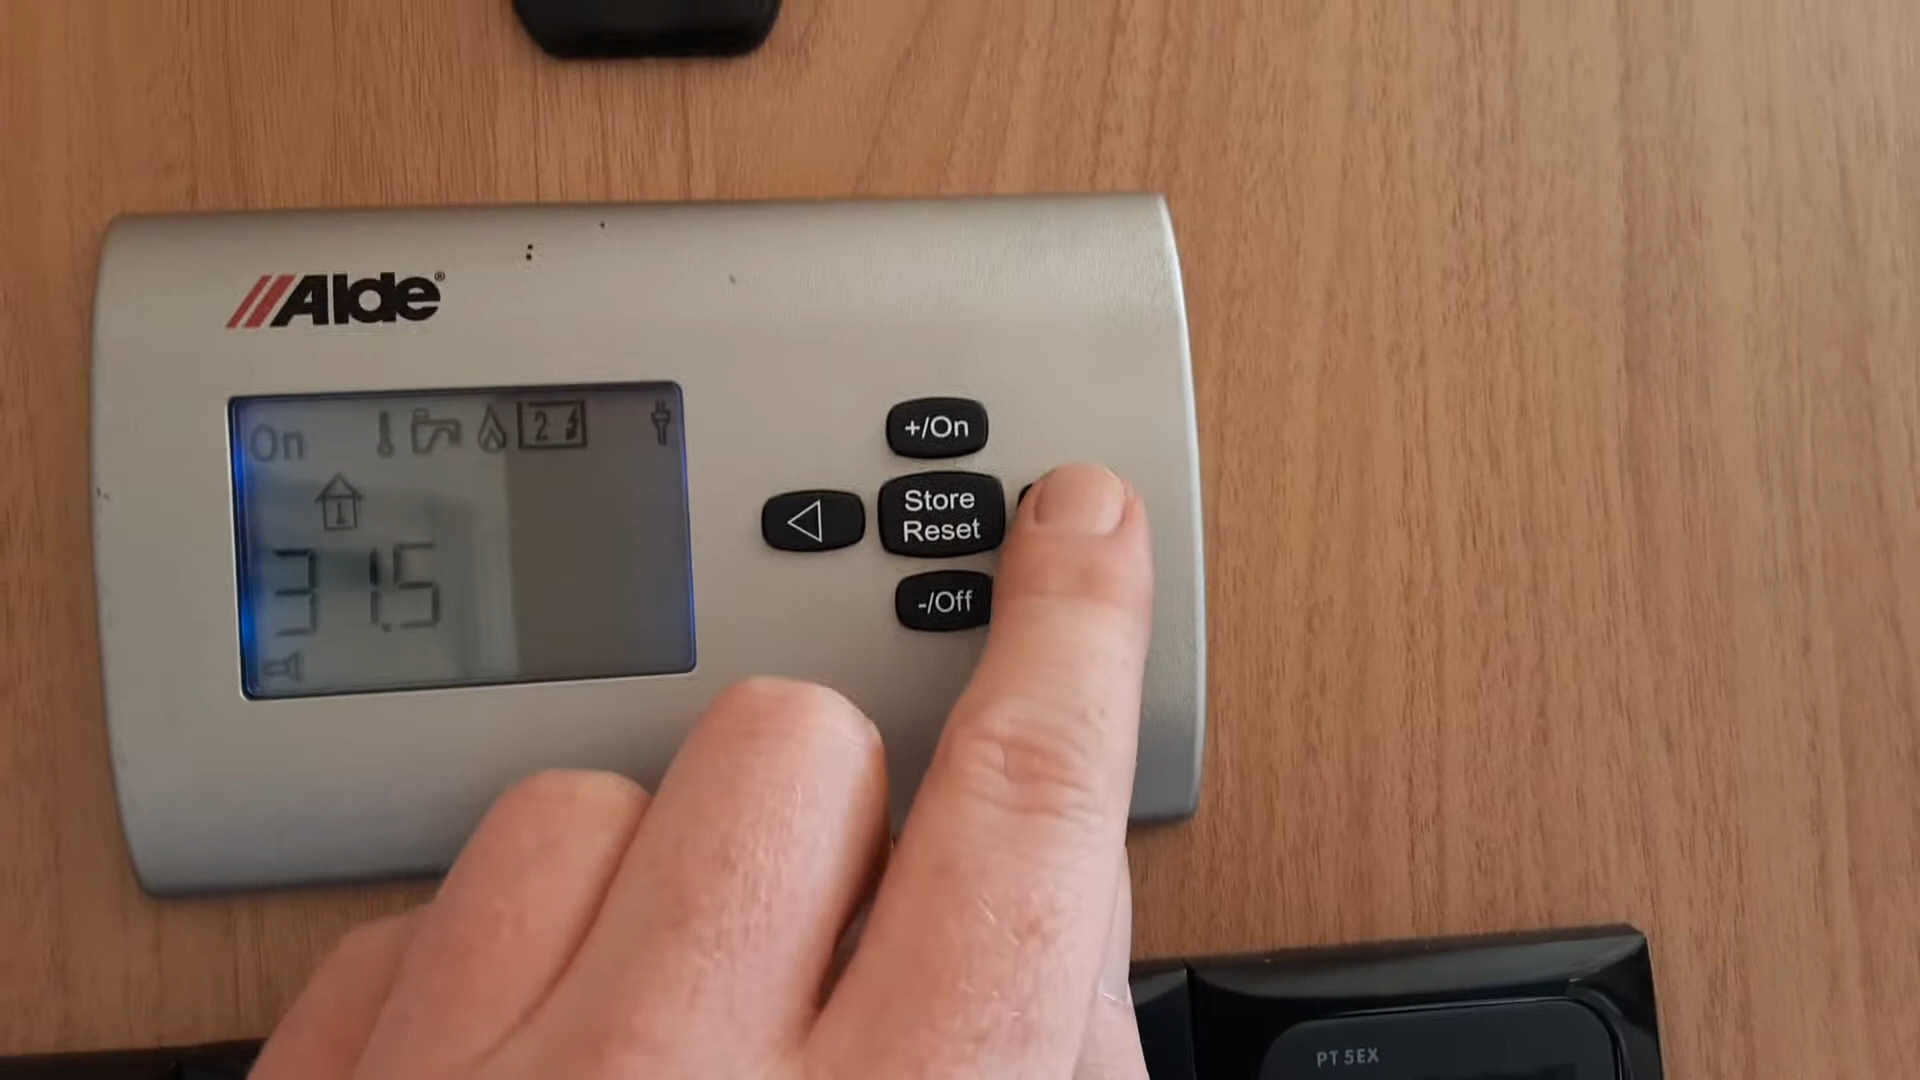 Alde®
On
2
31.5
+/On
Store
Reset
-/Off
PT 5EX